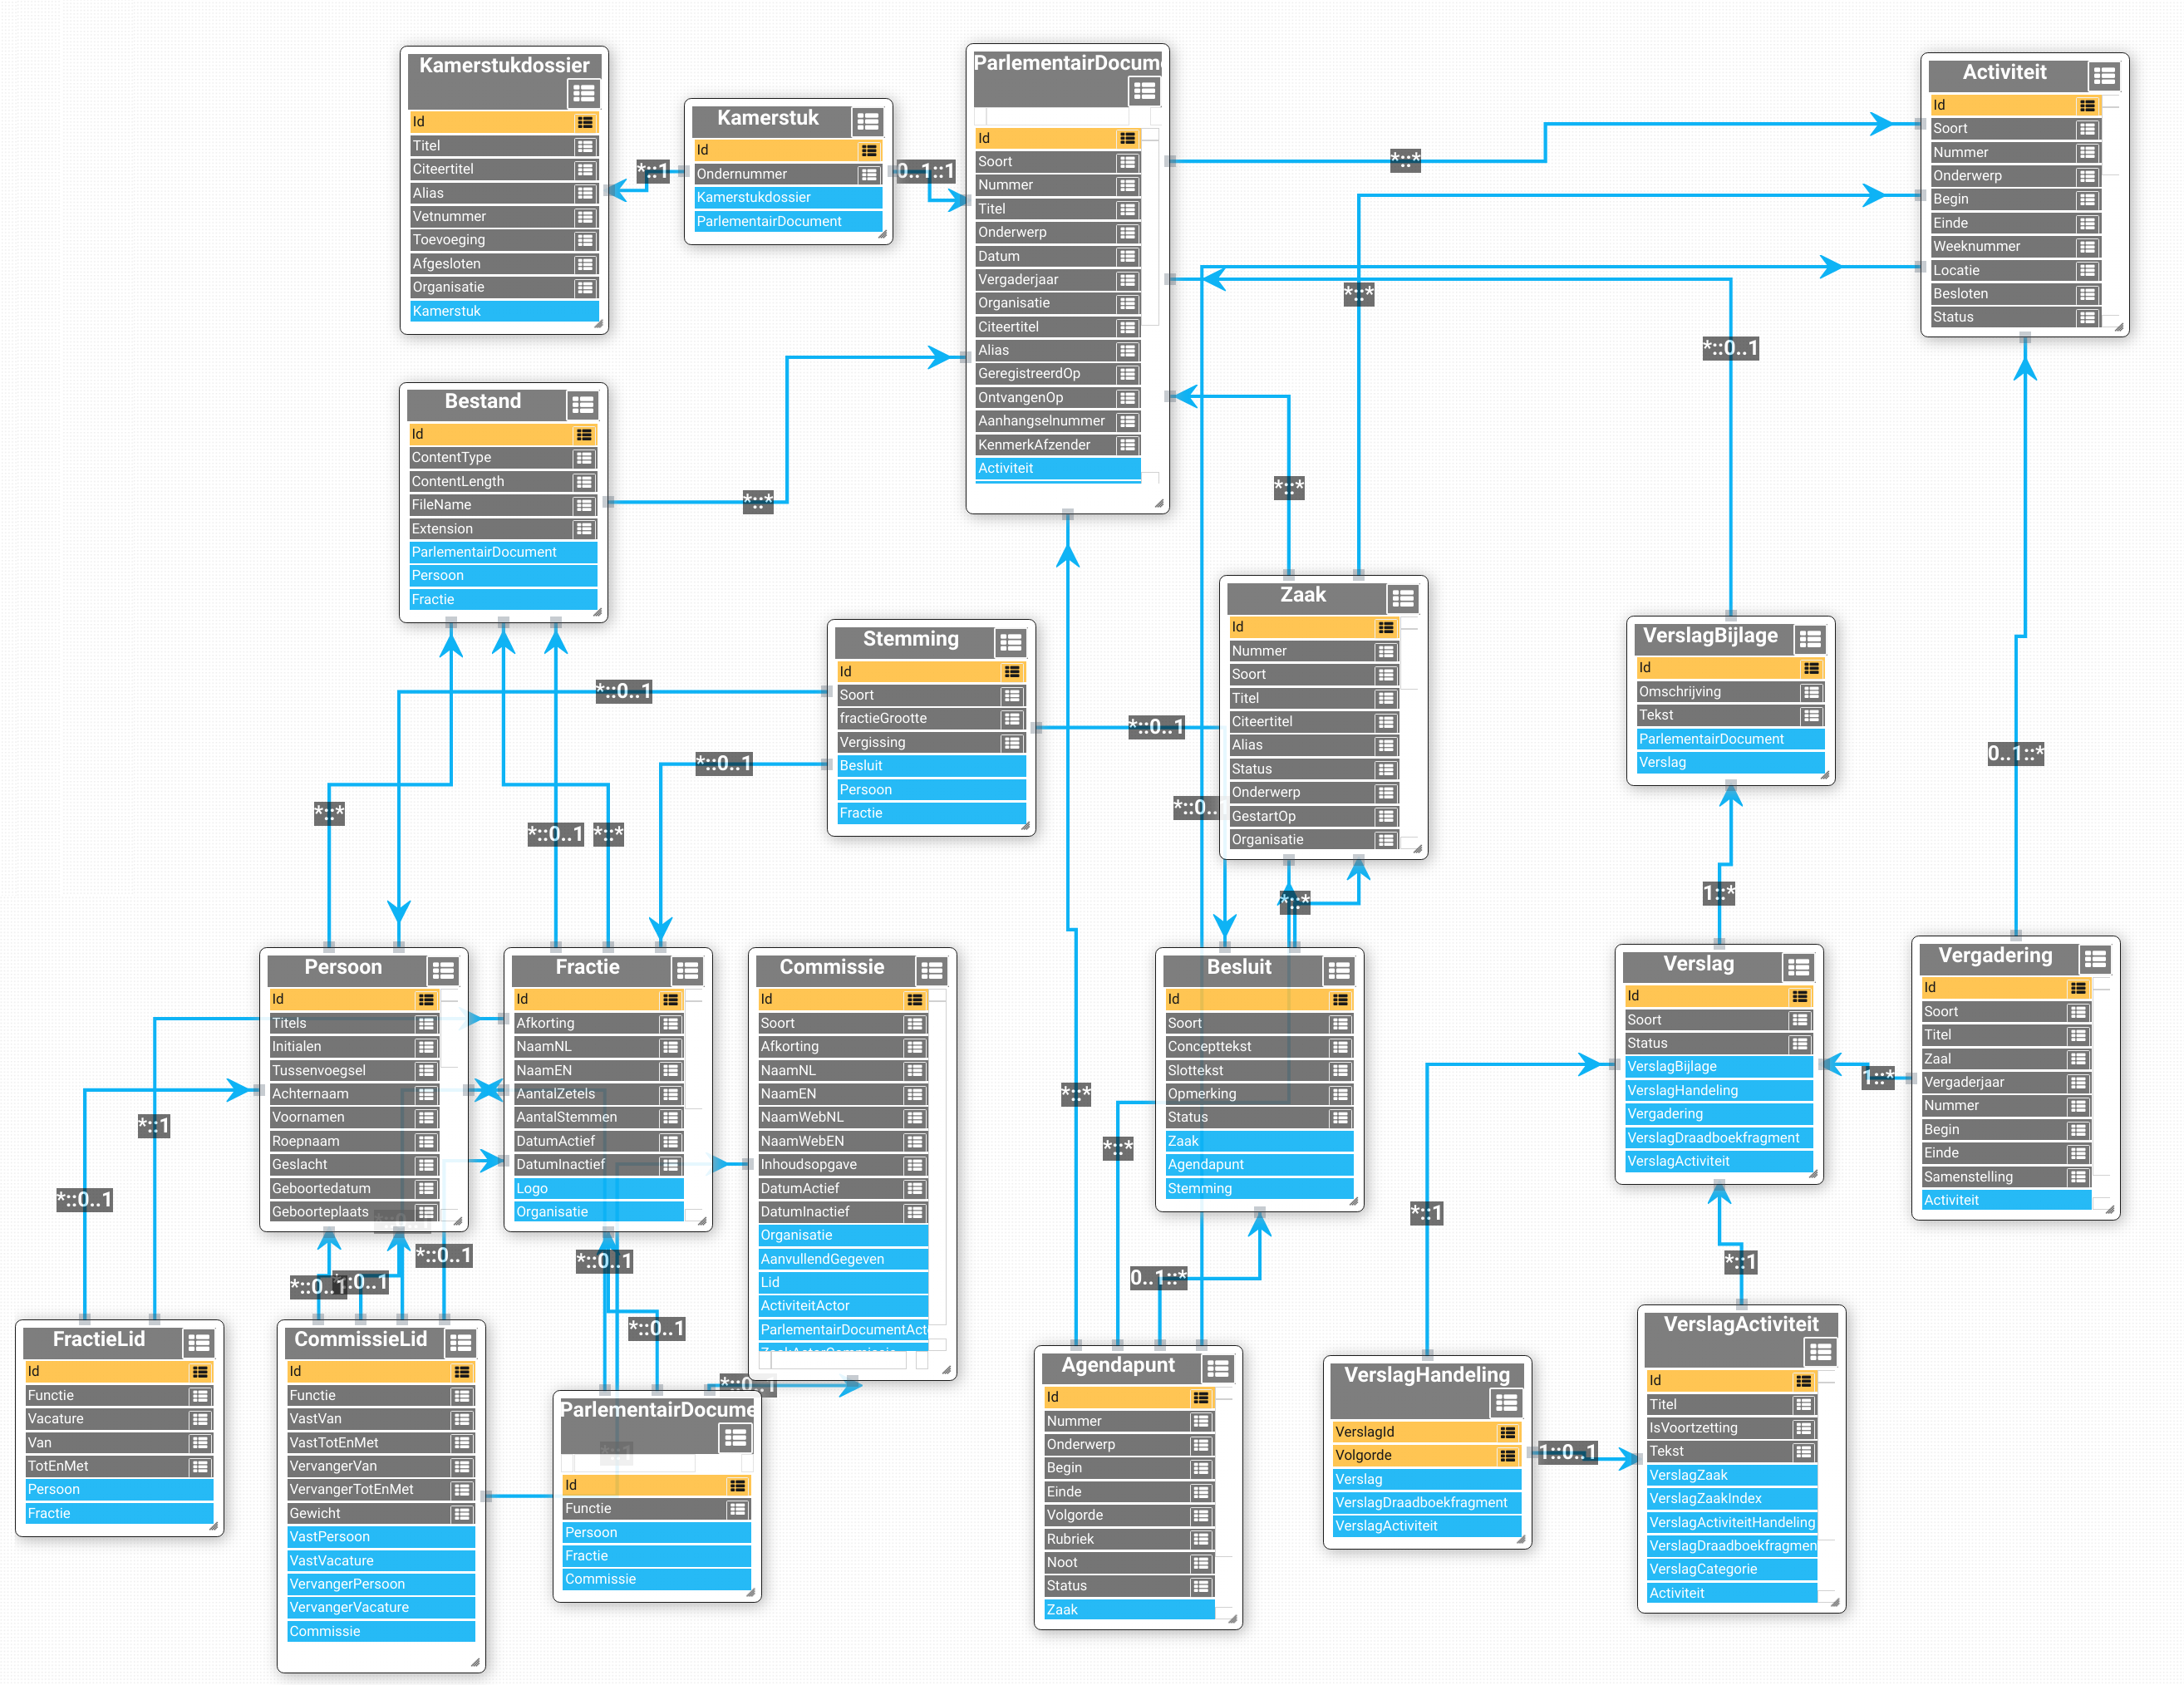 Kamerstukdossier
Id
Titel
Citeertitel
Alias
Vetnummer
Toevoeging
Afgesloten
Organisatie
Kamerstuk
*::1
Kamerstuk
Id
Ondernummer
Kamerstukdossier
ParlementairDocument
0..1::1
ParlementairDocume
Id
Soort
Nummer
Titel
Onderwerp
Datum
Vergaderjaar
Organisatie
Citeertitel
Alias
GeregistreerdOp
OntvangenOp
Aanhangselnummer
KenmerkAfzender
Activiteit
*::*
*::*
*::0..1
Activiteit
Id
Soort
Nummer
Onderwerp
Begin
Einde
Weeknummer
Locatie
Besloten
Status
Bestand
Id
ContentType
ContentLength
FileName
Extension
ParlementairDocument
Persoon
Fractie
*::*
*::*
Stemming
Id
Soort
fractieGrootte
Vergissing
Besluit
Persoon
Fractie
*::0..1
*::0..1
*::0..1
*::0..
Zaak
Id
Nummer
Soort
Titel
Citeertitel
Alias
Status
Onderwerp
GestartOp
Organisatie
VerslagBijlage
Id
Omschrijving
Tekst
ParlementairDocument
Verslag
0..1::*
*::*
*::0..1
*::*
*::*
1::*
Persoon
Id
Titels
Initialen
Tussenvoegsel
Achternaam
Voornamen
Roepnaam
Geslacht
Geboortedatum
Geboorteplaats
Fractie
Id
Afkorting
NaamNL
NaamEN
AantalZetels
AantalStemmen
DatumActief
DatumInactief
Logo
Organisatie
Commissie
Id
Soort
Afkorting
NaamNL
NaamEN
NaamWebNL
NaamWebEN
Inhoudsopgave
DatumActief
DatumInactief
Organisatie
AanvullendGegeven
Lid
ActiviteitActor
ParlementairDocumentAct
Besluit
Id
Soort
Concepttekst
Slottekst
Opmerking
Status
Zaak
Agendapunt
Stemming
Verslag
Id
Soort
Status
VerslagBijlage
VerslagHandeling
Vergadering
VerslagDraadboekfragment
VerslagActiviteit
1::*
Vergadering
Id
Soort
Titel
Zaal
Vergaderjaar
Nummer
Begin
Einde
Samenstelling
Activiteit
*::1
*::0..1
*::*
*::*
*::1
*::0..1
*::0..1
*::0..1
*::0..1
*::0..1
0..1::*
*::1
FractieLid
Id
Functie
Vacature
Van
TotEnMet
Persoon
Fractie
CommissieLid
Id
Functie
VastVan
VastTotEnMet
VervangerVan
VervangerTotEnMet
Gewicht
VastPersoon
VastVacature
VervangerPersoon
VervangerVacature
Commissie
*::0..1
*::1
ParlementairDocume
Id
Functie
Persoon
Fractie
Commissie
Agendapunt
Id
Nummer
Onderwerp
Begin
Einde
Volgorde
Rubriek
Noot
Status
Zaak
VerslagHandeling
VerslagId
Volgorde
Verslag
VerslagDraadboekfragment
VerslagActiviteit
1::0..1
VerslagActiviteit
Id
Titel
IsVoortzetting
Tekst
VerslagZaak
VerslagZaakIndex
VerslagActiviteitHandeling
VerslagDraadboekfragmen
VerslagCategorie
Activiteit